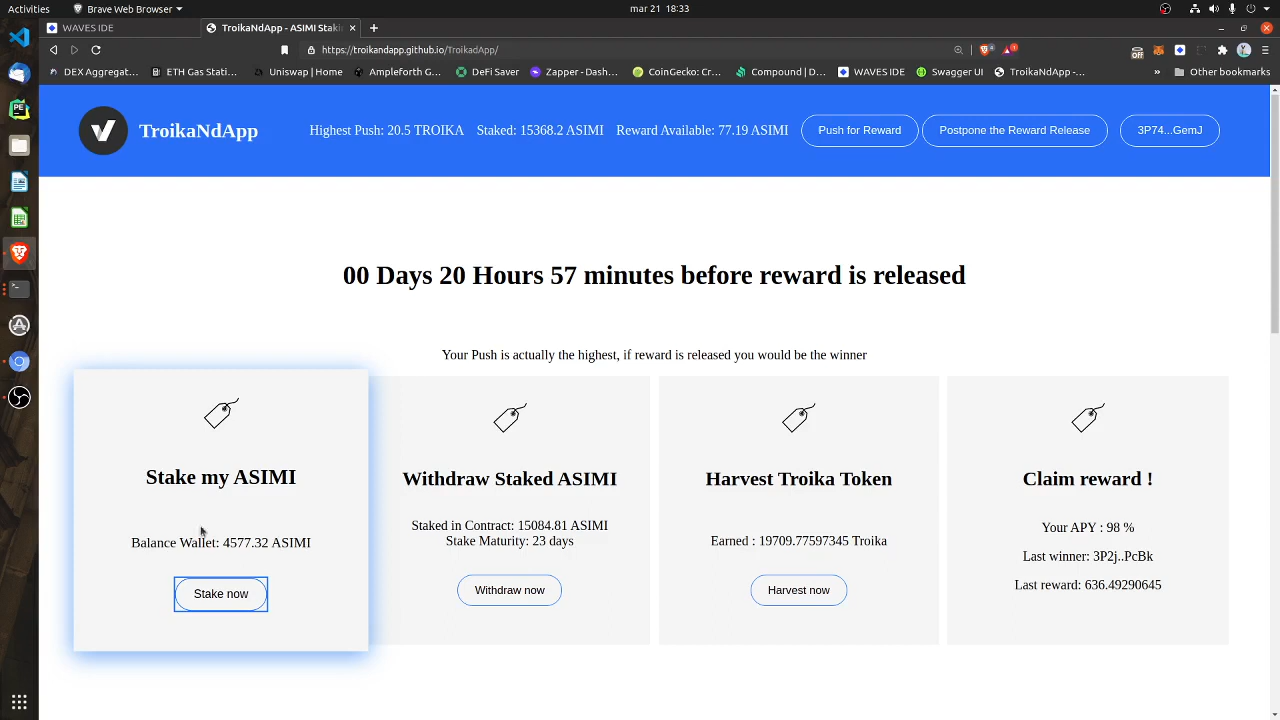 Activities
Brave Web Browser
mar 21 18:33
WAVES IDE
TroikaNdApp - ASIMI Staki
https://troikandapp.github.io/TroikadApp/
OFF
DEX Aggregat...
ETH Gas Stati...
Uniswap | Home
Ampleforth G...
DeFi Saver
Zapper - Dash...
CoinGecko: Cr...
Compound | D...
WAVES IDE
Swagger UI
TroikaNdApp -...
»
Other bookmarks
TroikaNdApp
Highest Push: 20.5 TROIKA
Staked: 15368.2 ASIMI
Reward Available: 77.19 ASIMI
Push for Reward
Postpone the Reward Release
3P74...GemJ
00 Days 20 Hours 57 minutes before reward is released
Your Push is actually the highest, if reward is released you would be the winner
Stake my ASIMI
Balance Wallet: 4577.32 ASIMI
Stake now
Withdraw Staked ASIMI
Staked in Contract: 15084.81 ASIMI
Stake Maturity: 23 days
Withdraw now
Harvest Troika Token
Earned : 19709.77597345 Troika
Harvest now
Claim reward !
Your APY : 98 %
Last winner: 3P2j..PcBk
Last reward: 636.49290645